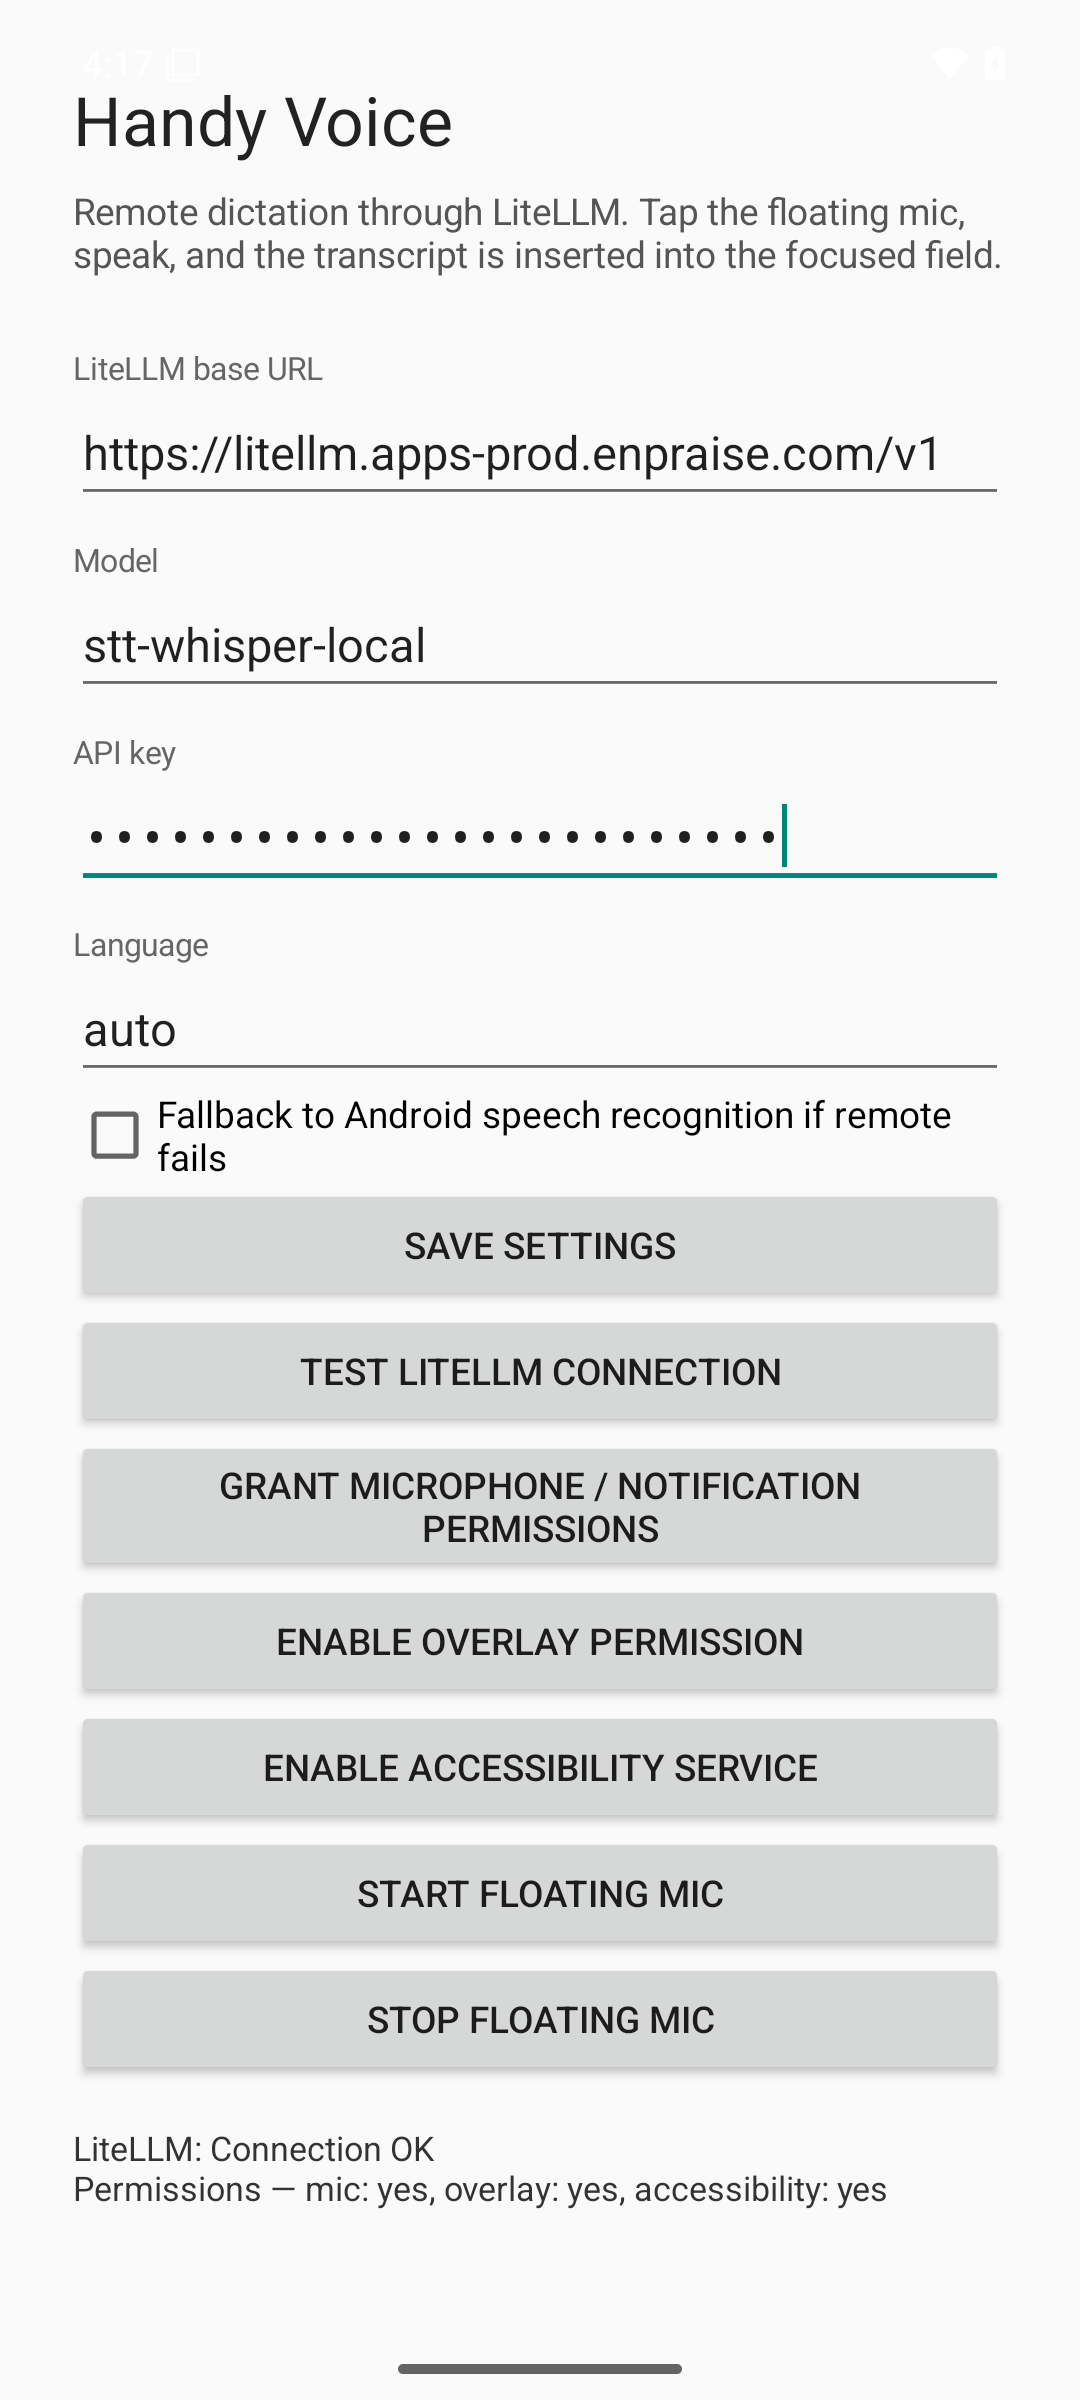 4:17
Handy Voice
Remote dictation through LiteLLM. Tap the floating mic,
speak, and the transcript is inserted into the focused field.
LiteLLM base URL
https://litellm.apps-prod.enpraise.com/v1
Model
stt-whisper-local
API key
•••••••••••••••••••••••••
Language
auto
Fallback to Android speech recognition if remote
fails
SAVE SETTINGS
TEST LITELLM CONNECTION
GRANT MICROPHONE / NOTIFICATION
PERMISSIONS
ENABLE OVERLAY PERMISSION
ENABLE ACCESSIBILITY SERVICE
START FLOATING MIC
STOP FLOATING MIC
LiteLLM: Connection OK
Permissions — mic: yes, overlay: yes, accessibility: yes